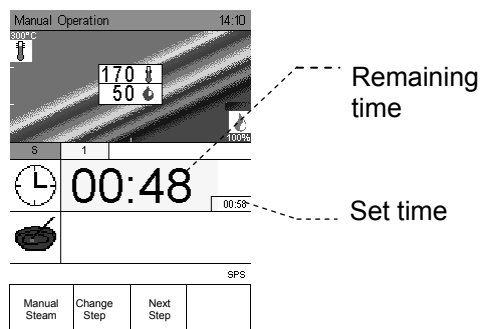 Manual Operation 14:10
300°C
170
50
100%
S 1
00:48
00:58
SPS
Manual Steam
Change Step
Next Step
Remaining time
Set time